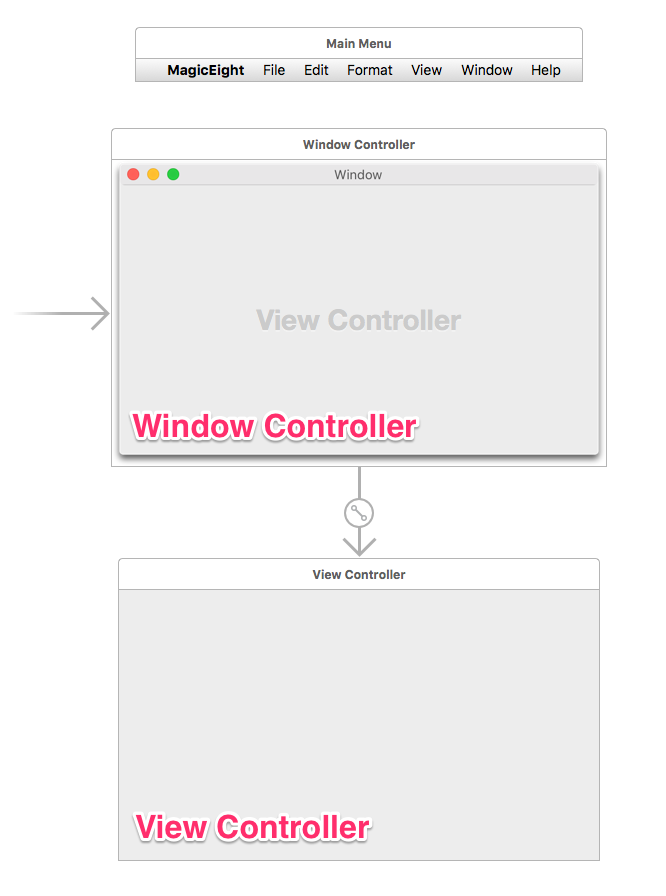 Main Menu
MagicEight File Edit Format View Window Help
Window Controller
Window
View Controller
Window Controller
View Controller
View Controller